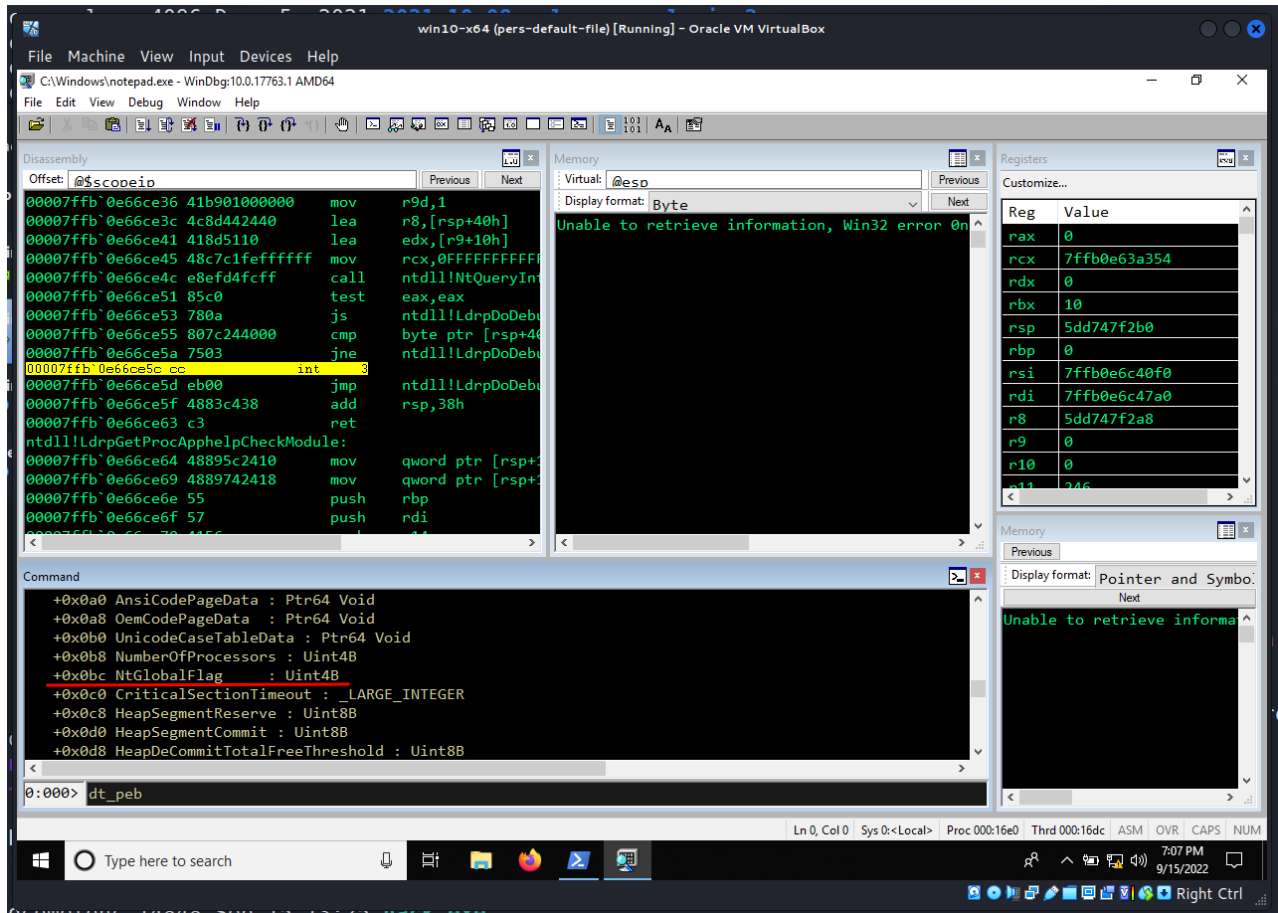 win10-x64 (pers-default-file) [Running] - Oracle VM VirtualBox
File Machine View Input Devices Help
C:\Windows\notepad.exe - WinDbg:10.0.17763.1 AMD64
File Edit View Debug Window Help
Disassembly
Offset: @$scopeip Previous Next
00007ffb`0e66ce36 41b901000000 mov r9d,1
00007ffb`0e66ce3c 4c8d442440 lea r8,[rsp+40h]
00007ffb`0e66ce41 418d5110 lea edx,[r9+10h]
00007ffb`0e66ce45 48c7c1feffffff mov rcx,0FFFFFFFFFFF
00007ffb`0e66ce4c e8efd4fcff call ntdll!NtQueryInf
00007ffb`0e66ce51 85c0 test eax,eax
00007ffb`0e66ce53 780a js ntdll!LdrpDoDebu
00007ffb`0e66ce55 807c244000 cmp byte ptr [rsp+40
00007ffb`0e66ce5a 7503 jne ntdll!LdrpDoDebu
00007ffb`0e66ce5c cc int 3
00007ffb`0e66ce5d eb00 jmp ntdll!LdrpDoDebu
00007ffb`0e66ce5f 4883c438 add rsp,38h
00007ffb`0e66ce63 c3 ret
ntdll!LdrpGetProcApphelpCheckModule:
00007ffb`0e66ce64 48895c2410 mov qword ptr [rsp+1
00007ffb`0e66ce69 4889742418 mov qword ptr [rsp+1
00007ffb`0e66ce6e 55 push rbp
00007ffb`0e66ce6f 57 push rdi
Memory
Virtual: @esp Previous
Display format: Byte Next
Unable to retrieve information, Win32 error 0n
Registers
Customize...
Reg Value
rax 0
rcx 7ffb0e63a354
rdx 0
rbx 10
rsp 5dd747f2b0
rbp 0
rsi 7ffb0e6c40f0
rdi 7ffb0e6c47a0
r8 5dd747f2a8
r9 0
r10 0
r11 246
Memory
Previous
Display format: Pointer and Symbo
Next
Unable to retrieve informa
Command
+0x0a0 AnsiCodePageData : Ptr64 Void
+0x0a8 OemCodePageData : Ptr64 Void
+0x0b0 UnicodeCaseTableData : Ptr64 Void
+0x0b8 NumberOfProcessors : Uint4B
+0x0bc NtGlobalFlag : Uint4B
+0x0c0 CriticalSectionTimeout : _LARGE_INTEGER
+0x0c8 HeapSegmentReserve : Uint8B
+0x0d0 HeapSegmentCommit : Uint8B
+0x0d8 HeapDeCommitTotalFreeThreshold : Uint8B
0:000> dt_peb
Ln 0, Col 0 Sys 0:<Local> Proc 000:16e0 Thrd 000:16dc ASM OVR CAPS NUM
Type here to search
7:07 PM
9/15/2022
Right Ctrl